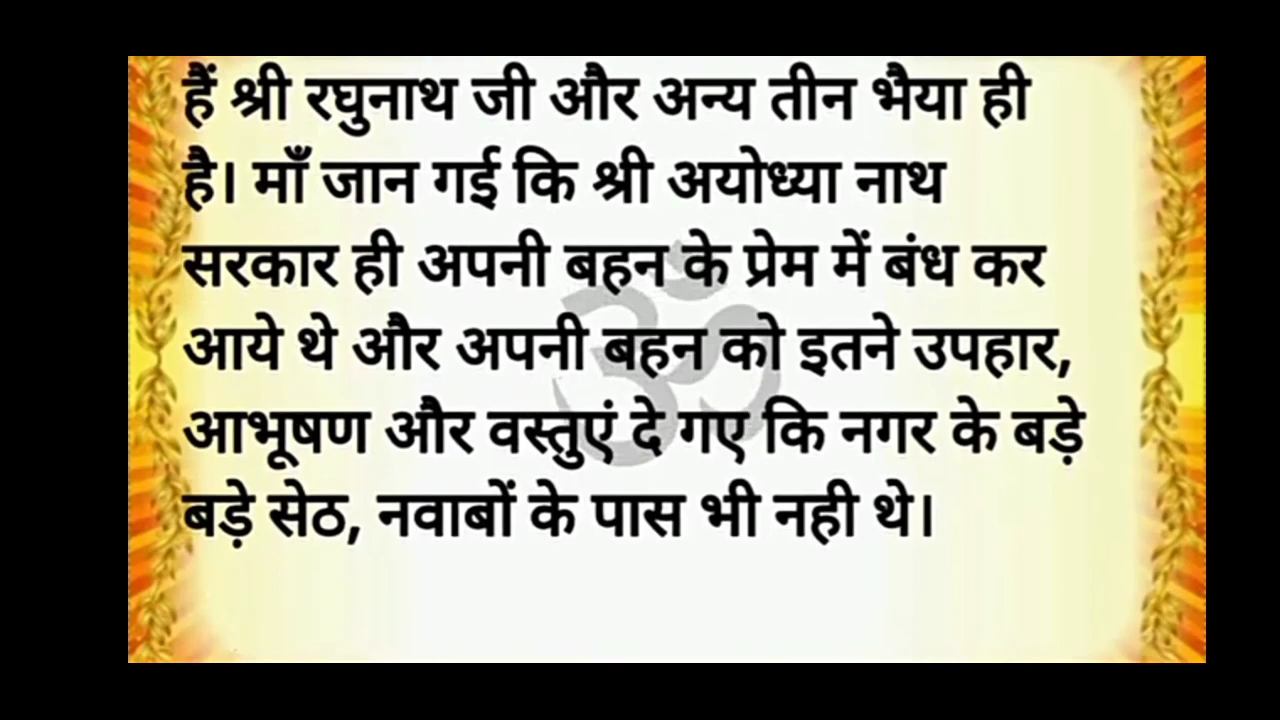 हैं श्री रघुनाथ जी और अन्य तीन भैया ही
है। माँ जान गई कि श्री अयोध्या नाथ
सरकार ही अपनी बहन के प्रेम में बंध कर
आये थे और अपनी बहन को इतने उपहार,
आभूषण और वस्तुएं दे गए कि नगर के बड़े
बड़े सेठ, नवाबों के पास भी नही थे।